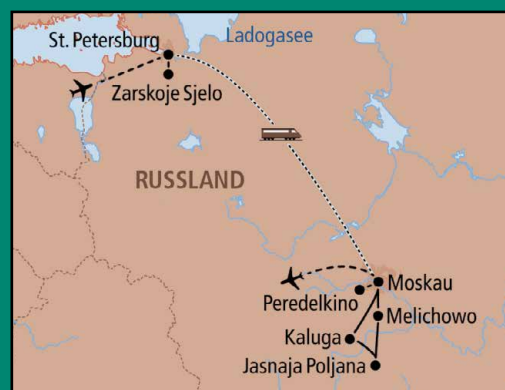 Ladogasee
St. Petersburg
Zarskoje Sjelo
RUSSLAND
Moskau
Peredelkino
Melichowo
Kaluga
Jasnaja Poljana